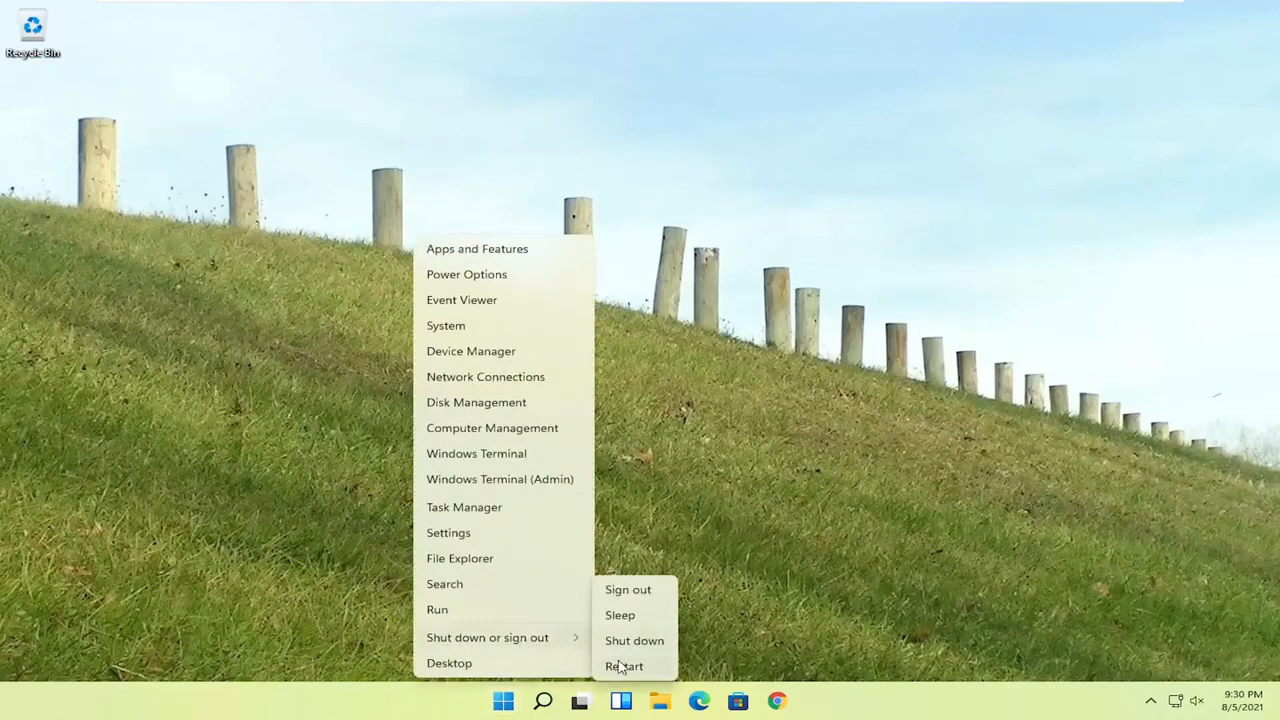 Recycle Bin
Apps and Features
Power Options
Event Viewer
System
Device Manager
Network Connections
Disk Management
Computer Management
Windows Terminal
Windows Terminal (Admin)
Task Manager
Settings
File Explorer
Search
Run
Shut down or sign out
Desktop
Sign out
Sleep
Shut down
Restart
9:30 PM
8/5/2021